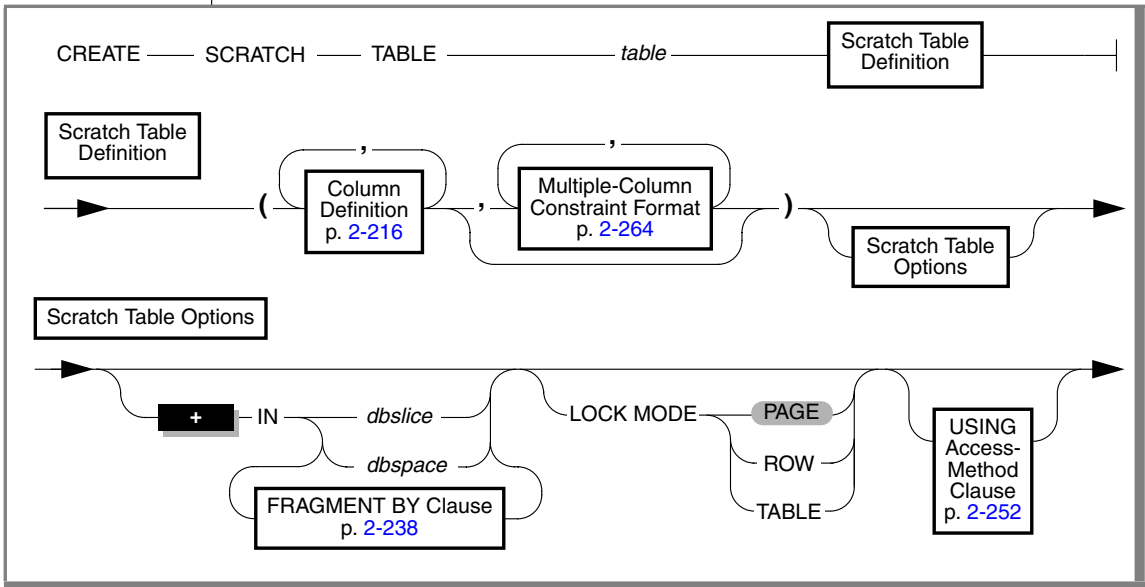 CREATE SCRATCH TABLE table Scratch Table Definition
Scratch Table Definition
( Column Definition p. 2-216 , , Multiple-Column Constraint Format p. 2-264 , ) Scratch Table Options
Scratch Table Options
+ IN dbslice
dbspace
FRAGMENT BY Clause
p. 2-238
LOCK MODE PAGE
ROW
TABLE
USING
Access-
Method
Clause
p. 2-252